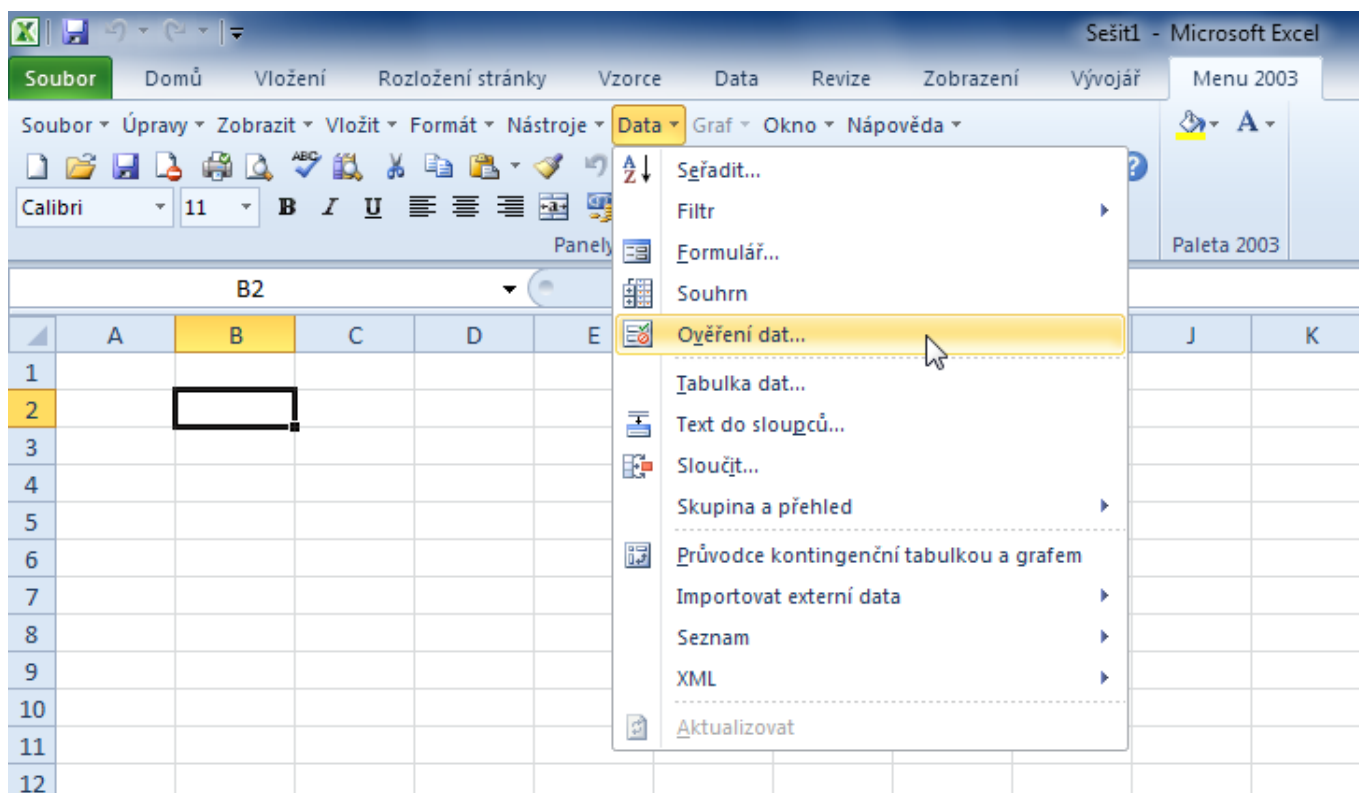 Sešit1 - Microsoft Excel
Soubor Domů Vložení Rozložení stránky Vzorce Data Revize Zobrazení Vývojář Menu 2003
Soubor Úpravy Zobrazit Vložit Formát Nástroje Data Graf Okno Nápověda A
ABC
Calibri 11 B I U a
Panely Paleta 2003
B2
A B C D E J K
1
2
3
4
5
6
7
8
9
10
11
12
Seřadit...
Filtr
Formulář...
Souhrn
Ověření dat...
Tabulka dat...
Text do sloupců...
Sloučit...
Skupina a přehled
Průvodce kontingenční tabulkou a grafem
Importovat externí data
Seznam
XML
Aktualizovat